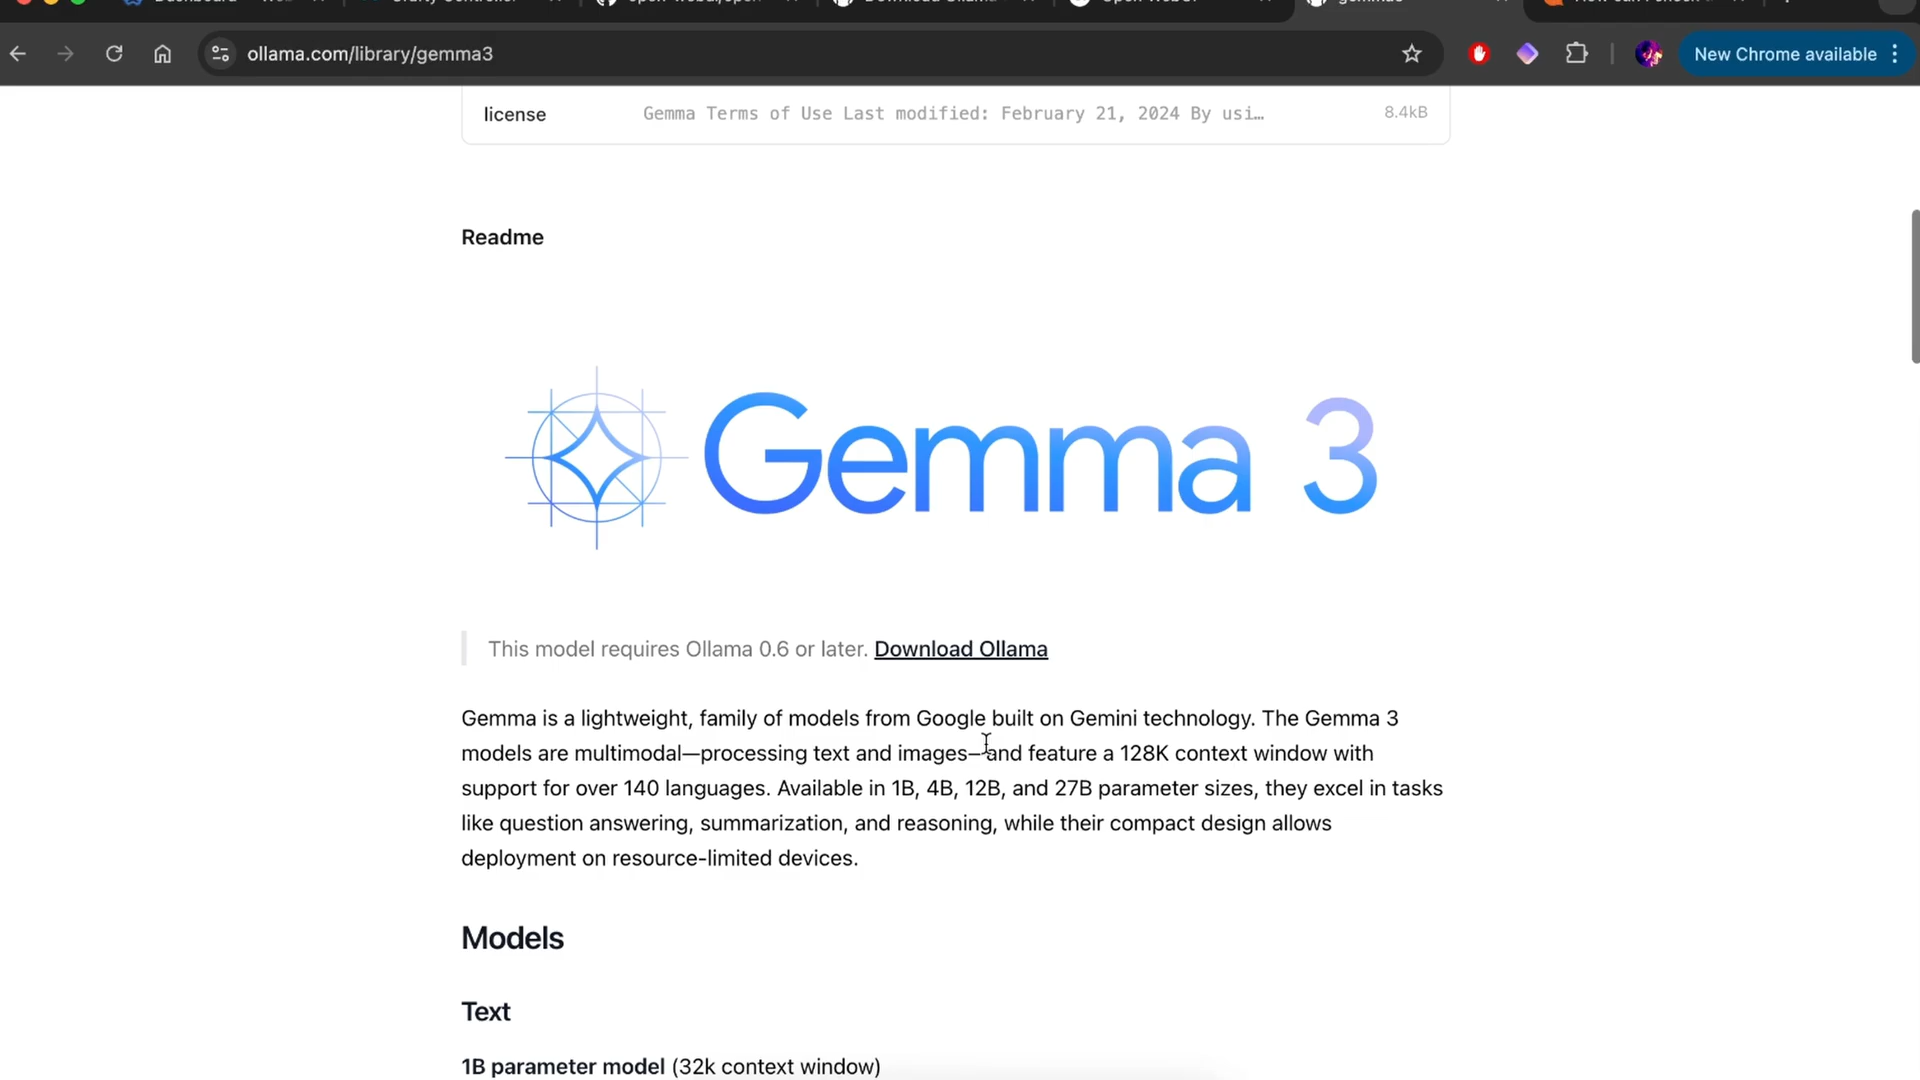 ollama.com/library/gemma3
New Chrome available
license Gemma Terms of Use Last modified: February 21, 2024 By usi… 8.4kB
Readme
Gemma 3
This model requires Ollama 0.6 or later. Download Ollama
Gemma is a lightweight, family of models from Google built on Gemini technology. The Gemma 3
models are multimodal—processing text and images—and feature a 128K context window with
support for over 140 languages. Available in 1B, 4B, 12B, and 27B parameter sizes, they excel in tasks
like question answering, summarization, and reasoning, while their compact design allows
deployment on resource-limited devices.
Models
Text
1B parameter model (32k context window)